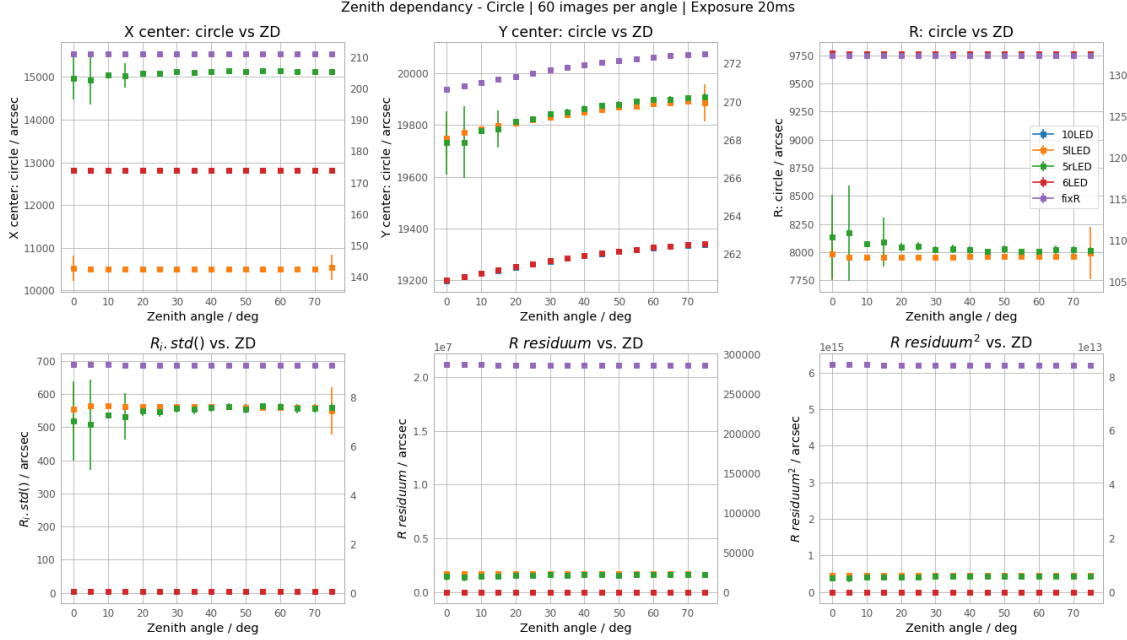 Zenith dependancy - Circle | 60 images per angle | Exposure 20ms
X center: circle vs ZD
Y center: circle vs ZD
R: circle vs ZD
X center: circle / arcsec
15000
14000
13000
12000
11000
10000
210
200
190
180
170
160
150
140
0 10 20 30 40 50 60 70
Zenith angle / deg
Y center: circle / arcsec
20000
19800
19600
19400
19200
272
270
268
266
264
262
0 10 20 30 40 50 60 70
Zenith angle / deg
R: circle / arcsec
9750
9500
9250
9000
8750
8500
8250
8000
7750
130
125
120
115
110
105
10LED
5lLED
5rLED
6LED
fixR
0 10 20 30 40 50 60 70
Zenith angle / deg
R_i.std() vs. ZD
R residuum vs. ZD
R residuum² vs. ZD
R_i.std() / arcsec
700
600
500
400
300
200
100
0
8
6
4
2
0
0 10 20 30 40 50 60 70
Zenith angle / deg
1e7
R residuum / arcsec
2.0
1.5
1.0
0.5
0.0
300000
250000
200000
150000
100000
50000
0
0 10 20 30 40 50 60 70
Zenith angle / deg
1e15
1e13
R residuum² / arcsec
6
5
4
3
2
1
0
8
6
4
2
0
0 10 20 30 40 50 60 70
Zenith angle / deg